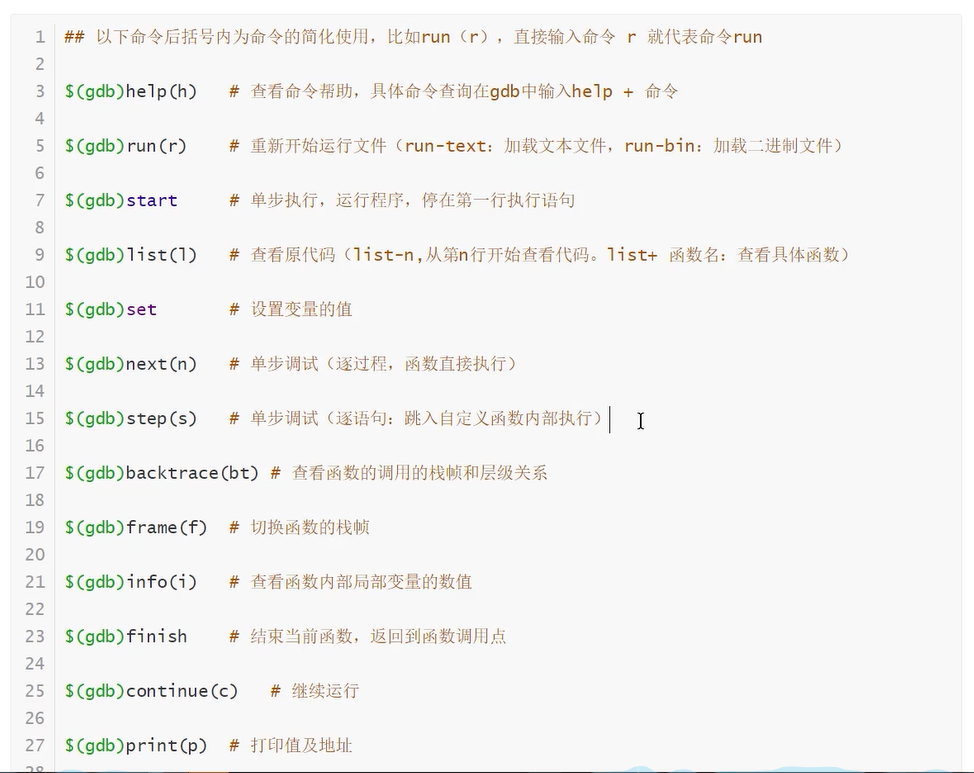 1 ## 以下命令后括号内为命令的简化使用，比如run（r），直接输入命令 r 就代表命令run
2
3 $(gdb)help(h) # 查看命令帮助，具体命令查询在gdb中输入help + 命令
4
5 $(gdb)run(r) # 重新开始运行文件（run-text：加载文本文件，run-bin：加载二进制文件）
6
7 $(gdb)start # 单步执行，运行程序，停在第一行执行语句
8
9 $(gdb)list(l) # 查看原代码（list-n,从第n行开始查看代码。list+ 函数名：查看具体函数）
10
11 $(gdb)set # 设置变量的值
12
13 $(gdb)next(n) # 单步调试（逐过程，函数直接执行）
14
15 $(gdb)step(s) # 单步调试（逐语句：跳入自定义函数内部执行）
16
17 $(gdb)backtrace(bt) # 查看函数的调用的栈帧和层级关系
18
19 $(gdb)frame(f) # 切换函数的栈帧
20
21 $(gdb)info(i) # 查看函数内部局部变量的数值
22
23 $(gdb)finish # 结束当前函数，返回到函数调用点
24
25 $(gdb)continue(c) # 继续运行
26
27 $(gdb)print(p) # 打印值及地址
28